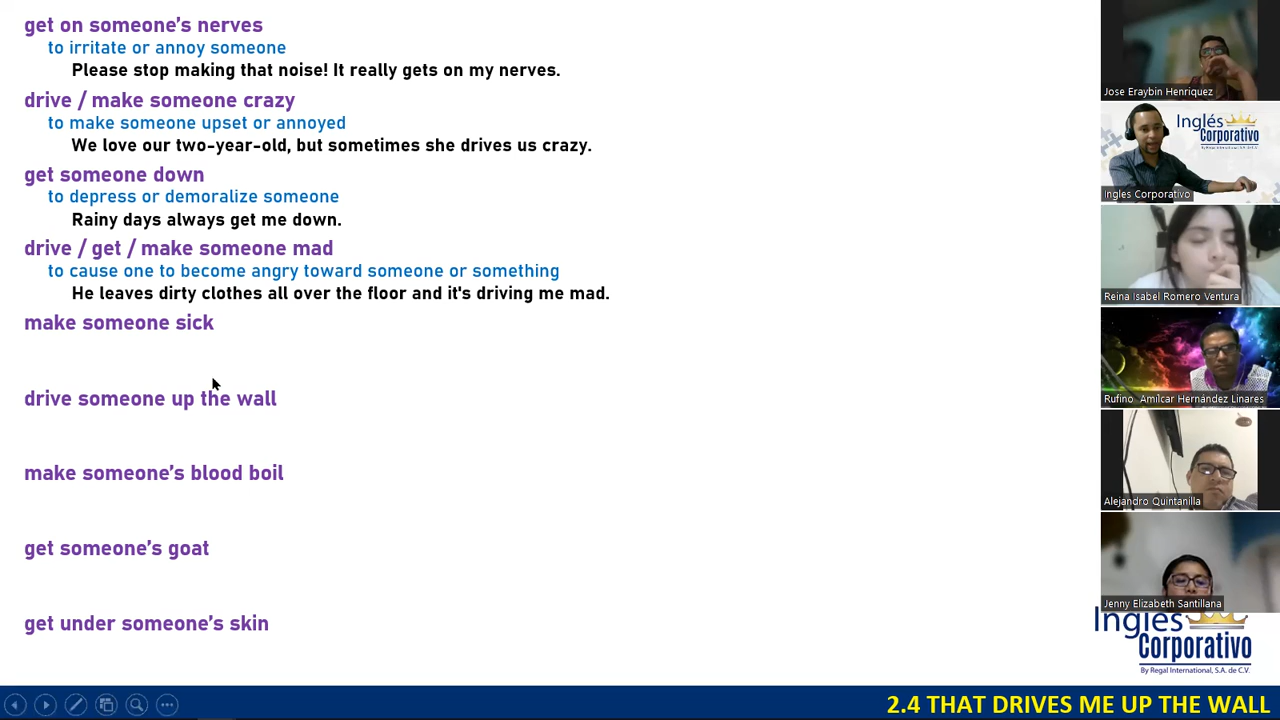 get on someone's nerves
to irritate or annoy someone
Please stop making that noise! It really gets on my nerves.
drive / make someone crazy
to make someone upset or annoyed
We love our two-year-old, but sometimes she drives us crazy.
get someone down
to depress or demoralize someone
Rainy days always get me down.
drive / get / make someone mad
to cause one to become angry toward someone or something
He leaves dirty clothes all over the floor and it's driving me mad.
make someone sick
drive someone up the wall
make someone's blood boil
get someone's goat
get under someone's skin
Jose Eraybin Henriquez
Inglés
Corporativo
By Regal International, S.A. de C.V.
Ingles Corporativo
Reina Isabel Romero Ventura
Rufino Amílcar Hernández Linares
Alejandro Quintanilla
Jenny Elizabeth Santillana
Inglés
Corporativo
By Regal International, S.A. de C.V.
2.4 THAT DRIVES ME UP THE WALL